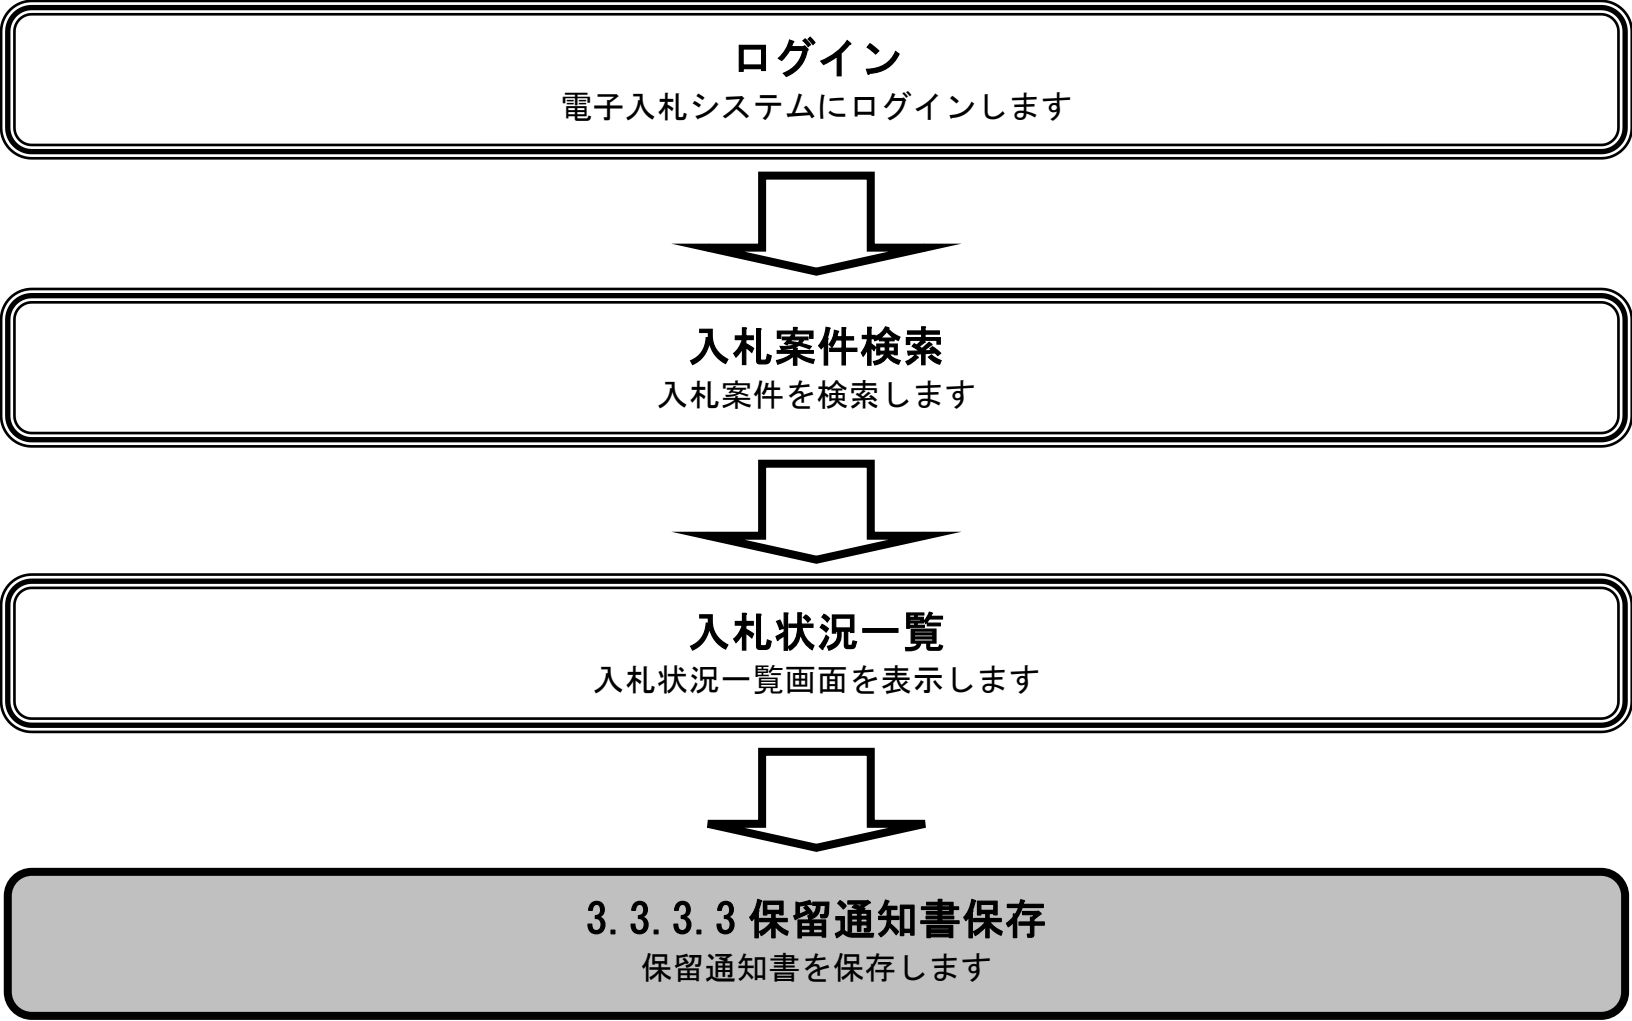 ログイン
電子入札システムにログインします
入札案件検索
入札案件を検索します
入札状況一覧
入札状況一覧画面を表示します
3.3.3.3保留通知書保存
保留通知書を保存します